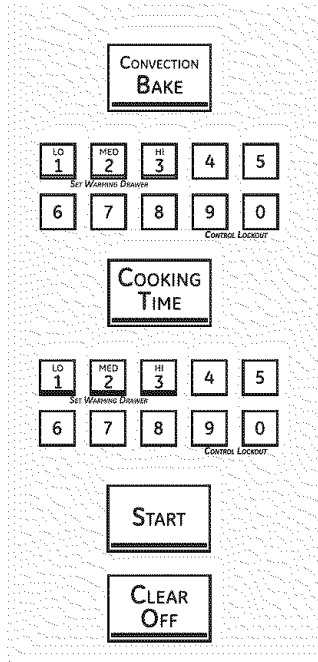 CONVECTION
BAKE
LO MED HI
1 2 3 4 5
SET WARMING DRAWER
6 7 8 9 0
CONTROL LOCKOUT
COOKING
TIME
LO MED HI
1 2 3 4 5
SET WARMING DRAWER
6 7 8 9 0
CONTROL LOCKOUT
START
CLEAR
OFF